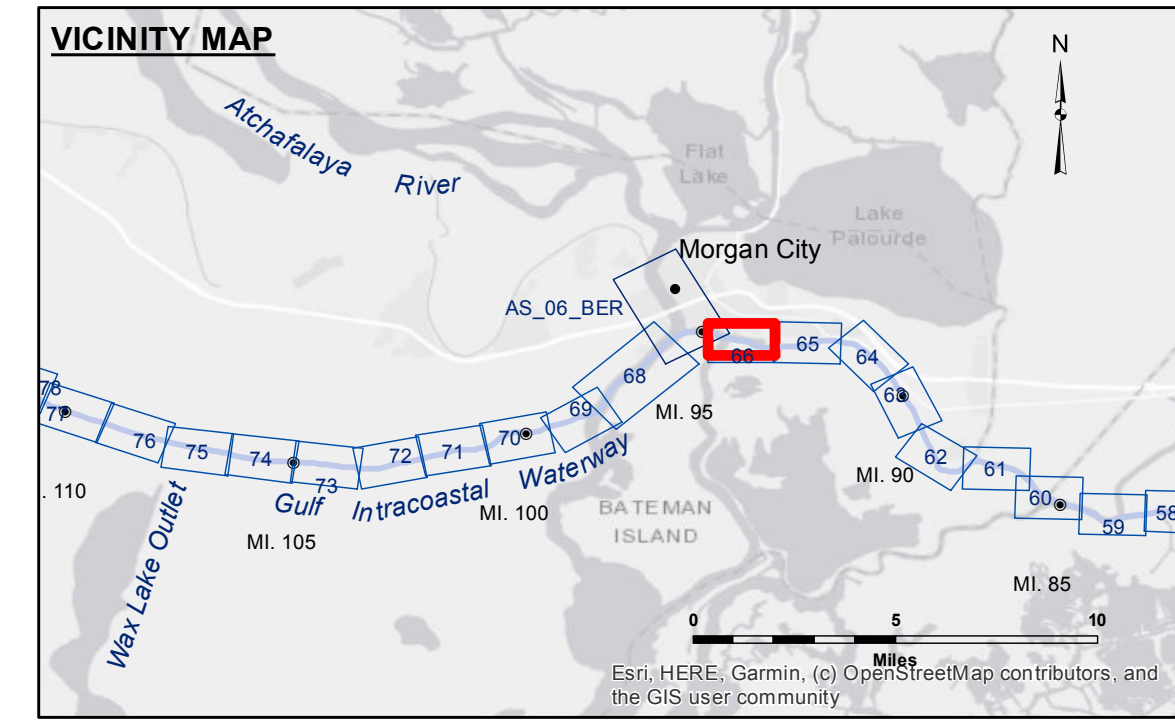 VICINITY MAP
N
Atchafalaya
River
Flat
Lake
Lake
Palourde
Morgan City
AS_06_BER
66
65
64
63
62
61
60
59
58
68
69
70
71
72
73
74
75
76
77
78
MI. 95
MI. 90
MI. 85
MI. 100
MI. 105
. 110
Gulf Intracoastal Waterway
Wax Lake Outlet
BATEMAN
ISLAND
0 5 10
Miles
Esri, HERE, Garmin, (c) OpenStreetMap contributors, and
the GIS user community